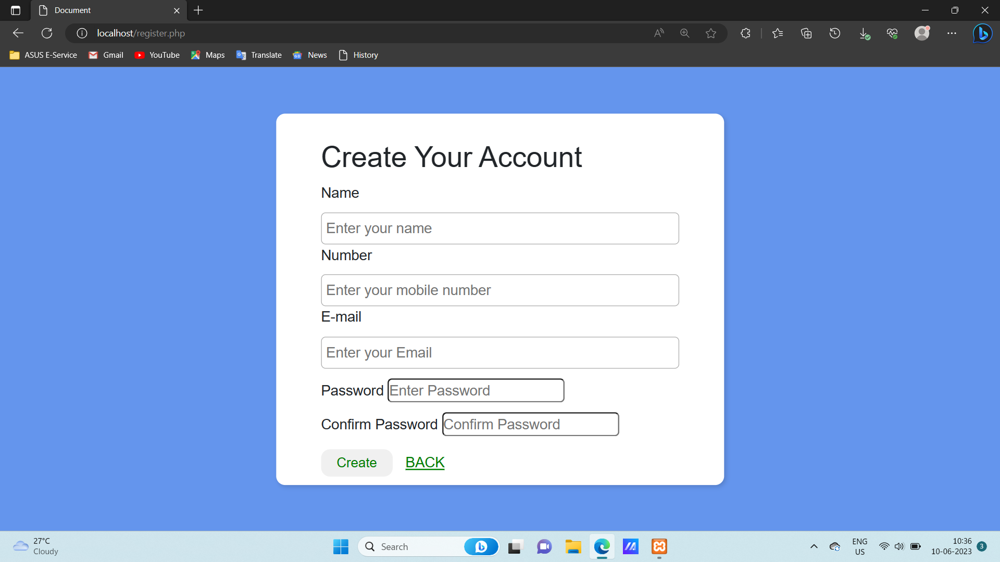 Document
localhost/register.php
ASUS E-Service Gmail YouTube Maps Translate News History
Create Your Account
Name
Enter your name
Number
Enter your mobile number
E-mail
Enter your Email
Password Enter Password
Confirm Password Confirm Password
Create BACK
27°C
Cloudy
Search
ENG
US
10:36
10-06-2023
3